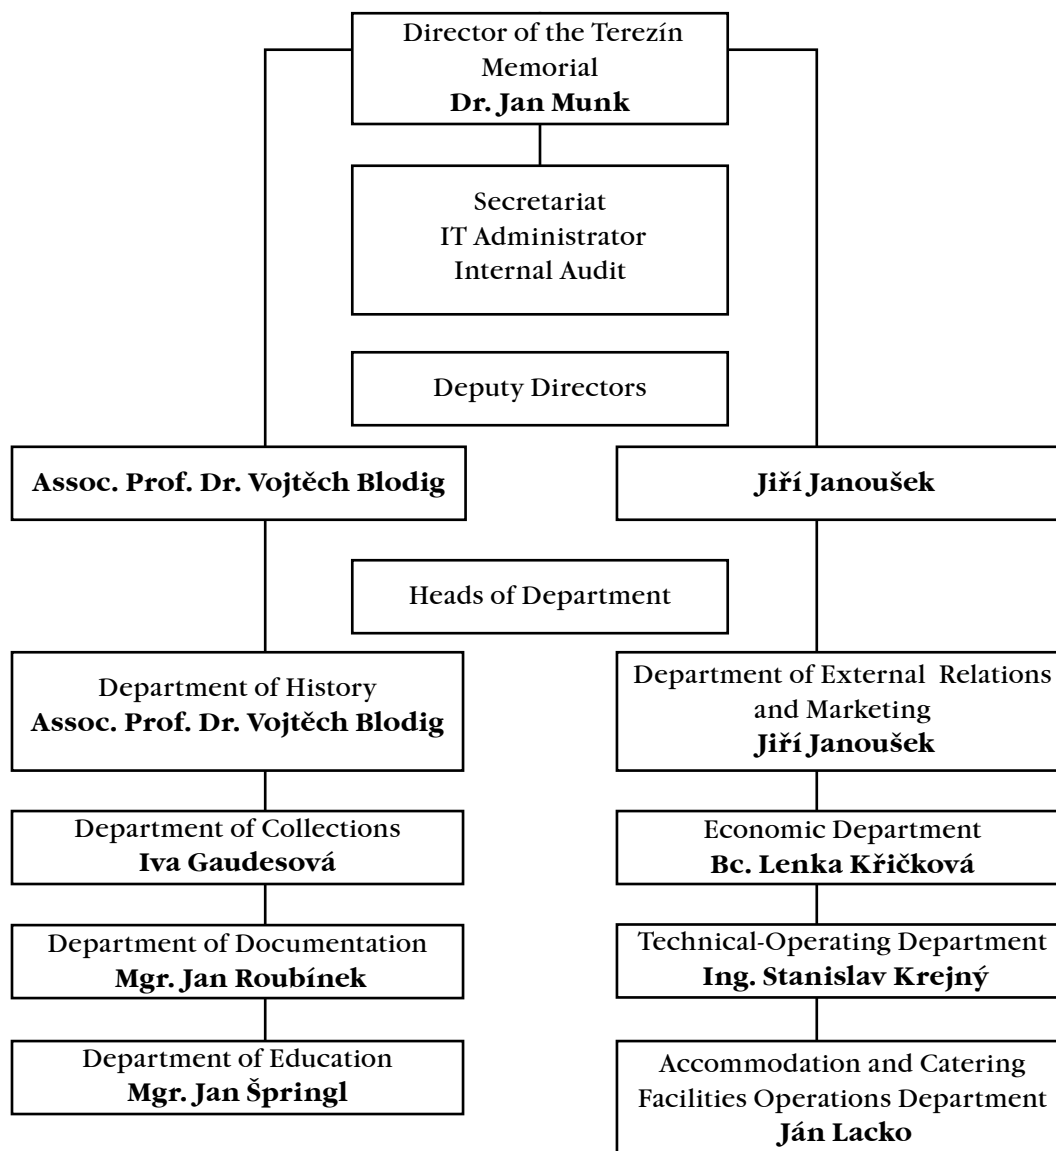 Director of the Terezín
Memorial
Dr. Jan Munk
Secretariat
IT Administrator
Internal Audit
Deputy Directors
Assoc. Prof. Dr. Vojtěch Blodig
Jiří Janoušek
Heads of Department
Department of History
Assoc. Prof. Dr. Vojtěch Blodig
Department of External Relations
and Marketing
Jiří Janoušek
Department of Collections
Iva Gaudesová
Economic Department
Bc. Lenka Křičková
Department of Documentation
Mgr. Jan Roubínek
Technical-Operating Department
Ing. Stanislav Krejný
Department of Education
Mgr. Jan Špringl
Accommodation and Catering
Facilities Operations Department
Ján Lacko